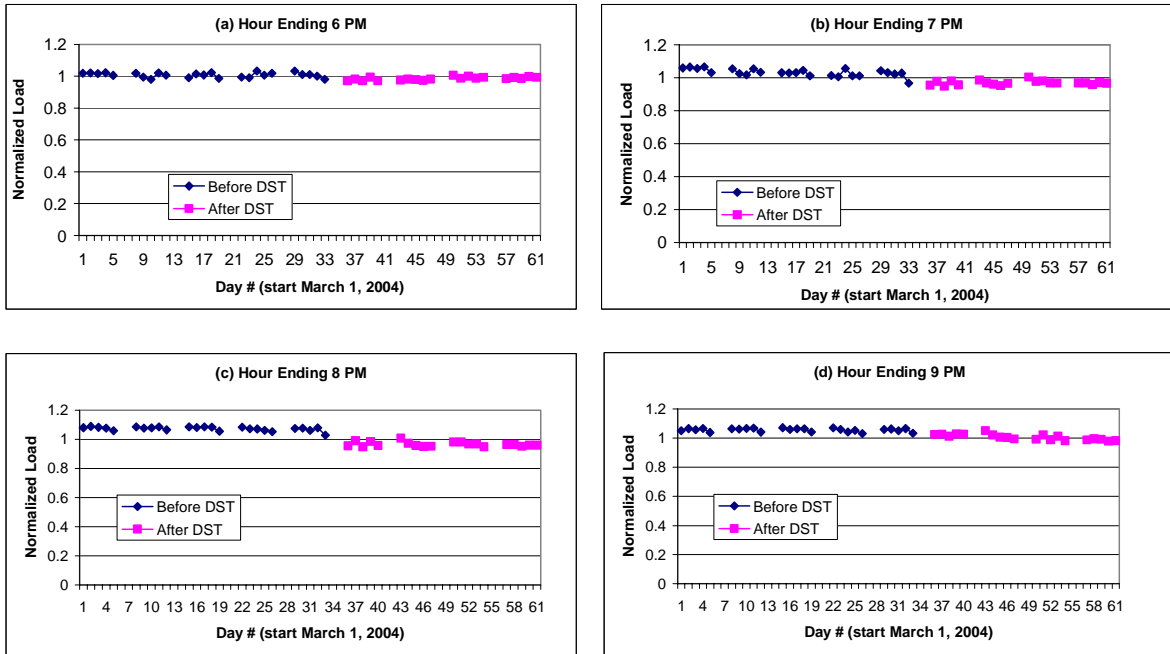 (a) Hour Ending 6 PM
Normalized Load
1.2
1
0.8
0.6
0.4
0.2
0
Before DST
After DST
1 5 9 13 17 21 25 29 33 37 41 45 49 53 57 61
Day # (start March 1, 2004)
(b) Hour Ending 7 PM
Normalized Load
1.2
1
0.8
0.6
0.4
0.2
0
Before DST
After DST
1 5 9 13 17 21 25 29 33 37 41 45 49 53 57 61
Day # (start March 1, 2004)
(c) Hour Ending 8 PM
Normalized Load
1.2
1
0.8
0.6
0.4
0.2
0
Before DST
After DST
1 4 7 10 13 16 19 22 25 28 31 34 37 40 43 46 49 52 55 58 61
Day # (start March 1, 2004)
(d) Hour Ending 9 PM
Normalized Load
1.2
1
0.8
0.6
0.4
0.2
0
Before DST
After DST
1 4 7 10 13 16 19 22 25 28 31 34 37 40 43 46 49 52 55 58 61
Day # (start March 1, 2004)